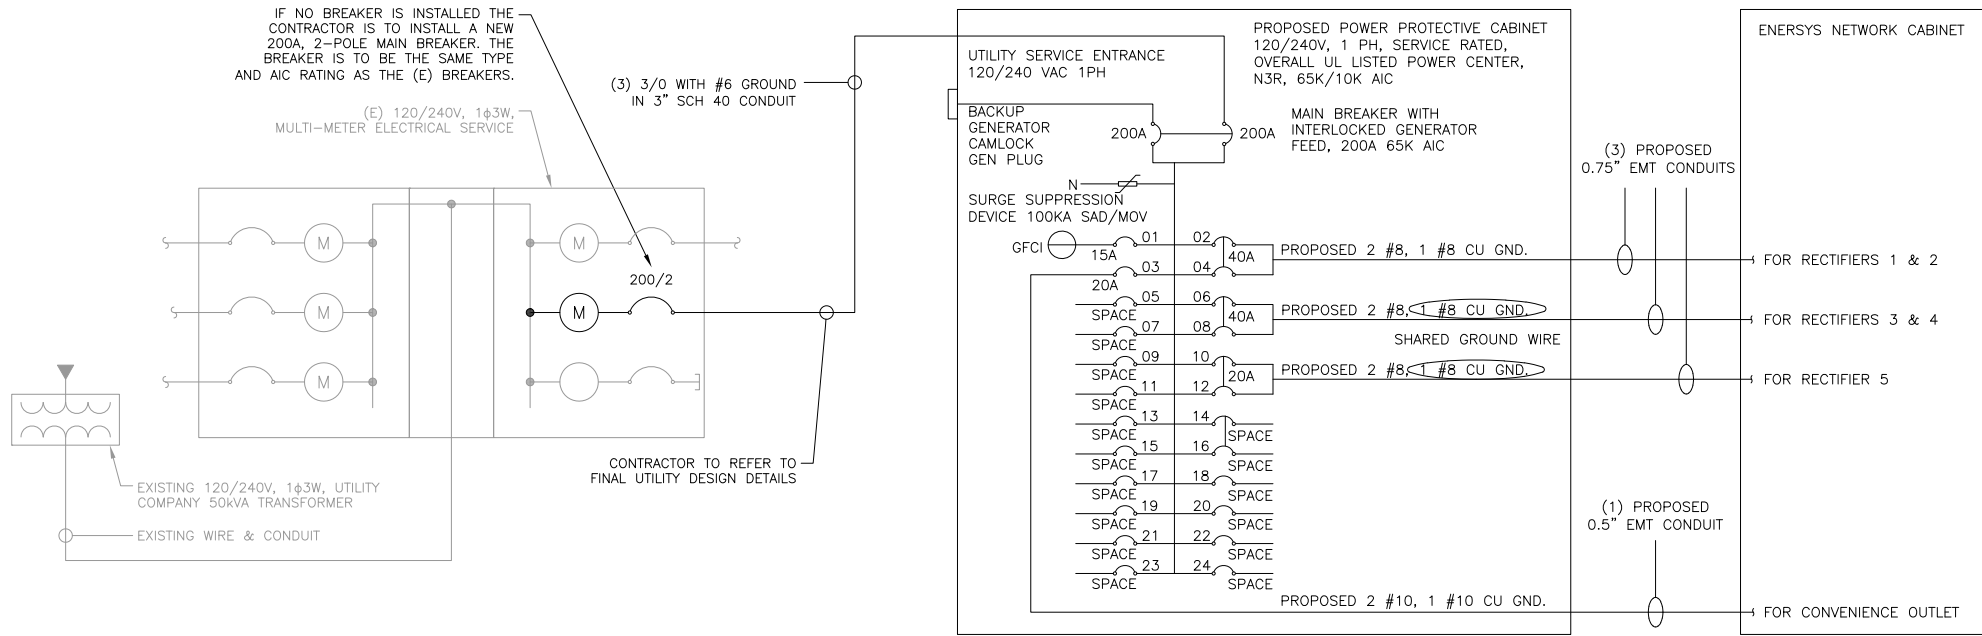 IF NO BREAKER IS INSTALLED THE
CONTRACTOR IS TO INSTALL A NEW
200A, 2-POLE MAIN BREAKER. THE
BREAKER IS TO BE THE SAME TYPE
AND AIC RATING AS THE (E) BREAKERS.
(E) 120/240V, 1ϕ3W,
MULTI-METER ELECTRICAL SERVICE
(3) 3/0 WITH #6 GROUND
IN 3" SCH 40 CONDUIT
M
M
M
M
M
200/2
CONTRACTOR TO REFER TO
FINAL UTILITY DESIGN DETAILS
EXISTING 120/240V, 1ϕ3W, UTILITY
COMPANY 50kVA TRANSFORMER
EXISTING WIRE & CONDUIT
UTILITY SERVICE ENTRANCE
120/240 VAC 1PH
PROPOSED POWER PROTECTIVE CABINET
120/240V, 1 PH, SERVICE RATED,
OVERALL UL LISTED POWER CENTER,
N3R, 65K/10K AIC
BACKUP
GENERATOR
CAMLOCK
GEN PLUG
200A
200A
MAIN BREAKER WITH
INTERLOCKED GENERATOR
FEED, 200A 65K AIC
N
SURGE SUPPRESSION
DEVICE 100KA SAD/MOV
GFCI
15A
01 02
40A
PROPOSED 2 #8, 1 #8 CU GND.
20A
03 04
SPACE
05 06
40A
PROPOSED 2 #8, 1 #8 CU GND.
SPACE
07 08
SHARED GROUND WIRE
SPACE
09 10
20A
PROPOSED 2 #8, 1 #8 CU GND.
SPACE
11 12
SPACE
13 14
SPACE
SPACE
15 16
SPACE
SPACE
17 18
SPACE
SPACE
19 20
SPACE
SPACE
21 22
SPACE
SPACE
23 24
SPACE
PROPOSED 2 #10, 1 #10 CU GND.
(3) PROPOSED
0.75" EMT CONDUITS
(1) PROPOSED
0.5" EMT CONDUIT
ENERSYS NETWORK CABINET
FOR RECTIFIERS 1 & 2
FOR RECTIFIERS 3 & 4
FOR RECTIFIER 5
FOR CONVENIENCE OUTLET